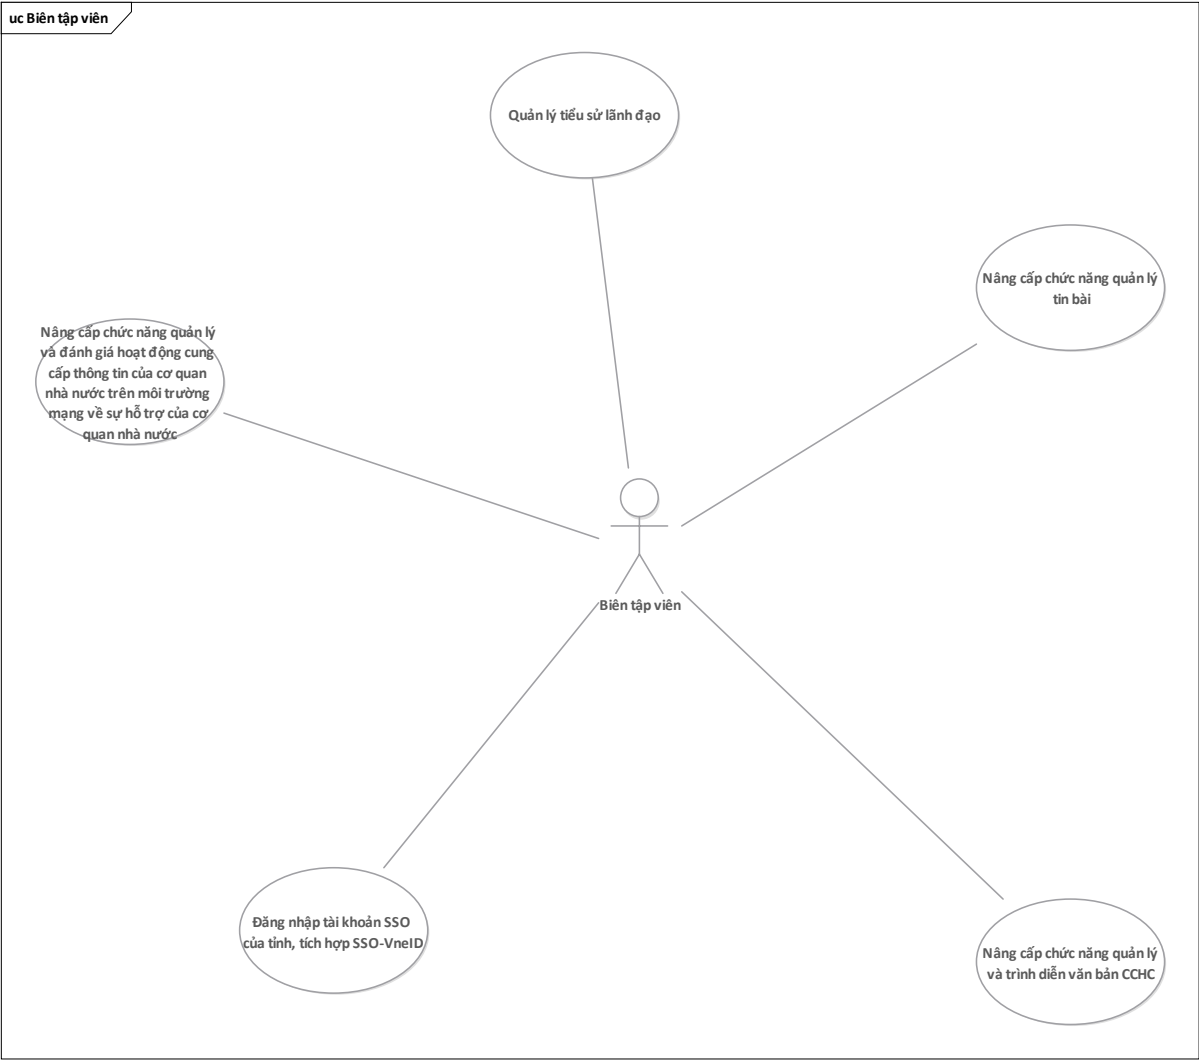 uc Biên tập viên
Quản lý tiểu sử lãnh đạo
Nâng cấp chức năng quản lý
tin bài
Nâng cấp chức năng quản lý
và đánh giá hoạt động cung
cấp thông tin của cơ quan
nhà nước trên môi trường
mạng về sự hỗ trợ của cơ
quan nhà nước
Biên tập viên
Đăng nhập tài khoản SSO
của tỉnh, tích hợp SSO-VneID
Nâng cấp chức năng quản lý
và trình diễn văn bản CCHC